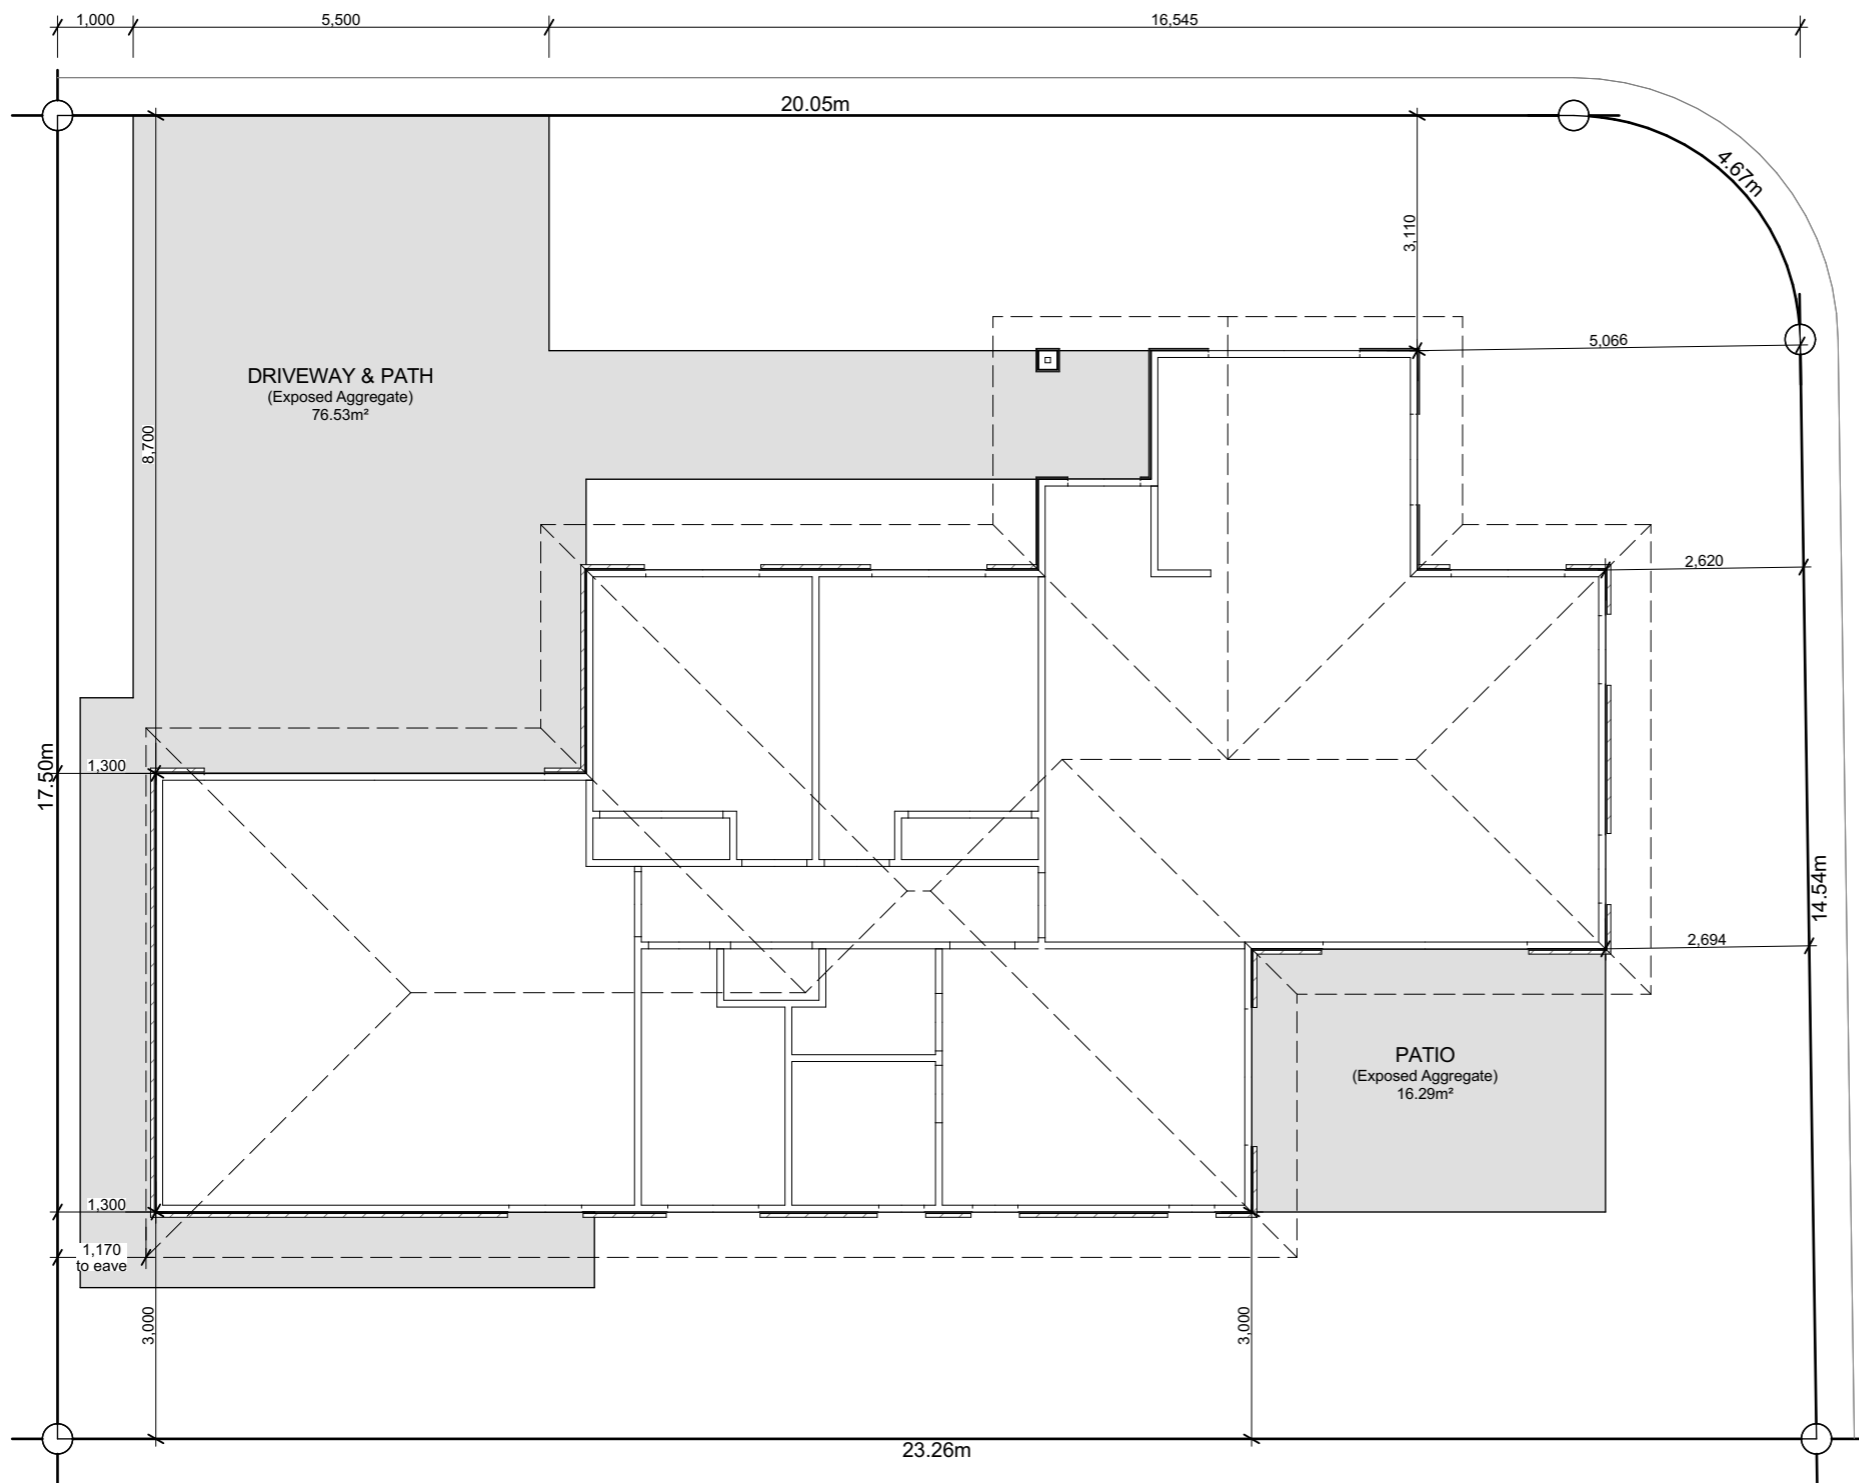 1,000
5,500
16,545
20.05m
4.67m
3,110
5,066
DRIVEWAY & PATH
(Exposed Aggregate)
76.53m²
8,700
2,620
17.50m
1,300
14.54m
2,694
PATIO
(Exposed Aggregate)
16.29m²
1,300
1,170
to eave
3,000
3,000
23.26m